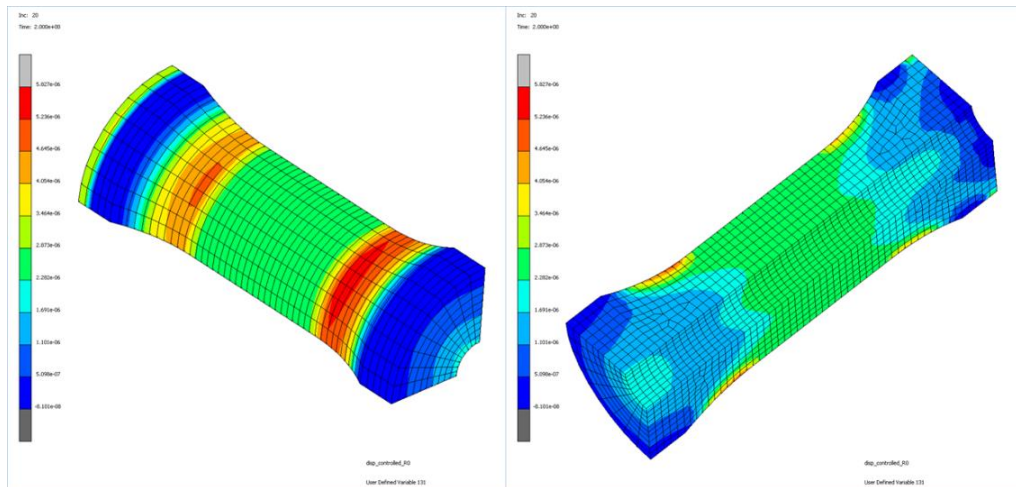 Inc: 20
Time: 2.000e+00
5.827e-06
5.236e-06
4.645e-06
4.054e-06
3.464e-06
2.873e-06
2.282e-06
1.691e-06
1.101e-06
5.098e-07
-8.101e-08
disp_controlled_R0
User Defined Variable 131
Inc: 20
Time: 2.000e+00
5.827e-06
5.236e-06
4.645e-06
4.054e-06
3.464e-06
2.873e-06
2.282e-06
1.691e-06
1.101e-06
5.098e-07
-8.101e-08
disp_controlled_R0
User Defined Variable 131